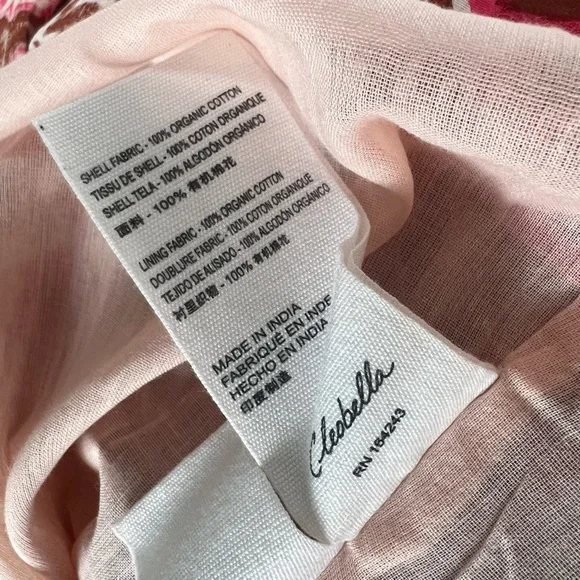 SHELL FABRIC - 100% ORGANIC COTTON
TISSU DE SHELL - 100% COTON ORGANIQUE
SHELL TELA - 100% ALGODÓN ORGÁNICO
面料 - 100% 有机棉花
LINING FABRIC - 100% ORGANIC COTTON
DOUBLURE FABRIC - 100% COTON ORGANIQUE
TEJIDO DE ALISADO - 100% ALGODÓN ORGÁNICO
衬里织物 - 100% 有机棉花
MADE IN INDIA
FABRIQUÉ EN INDE
HECHO EN INDIA
印度制造
Cleobella
RN 164243